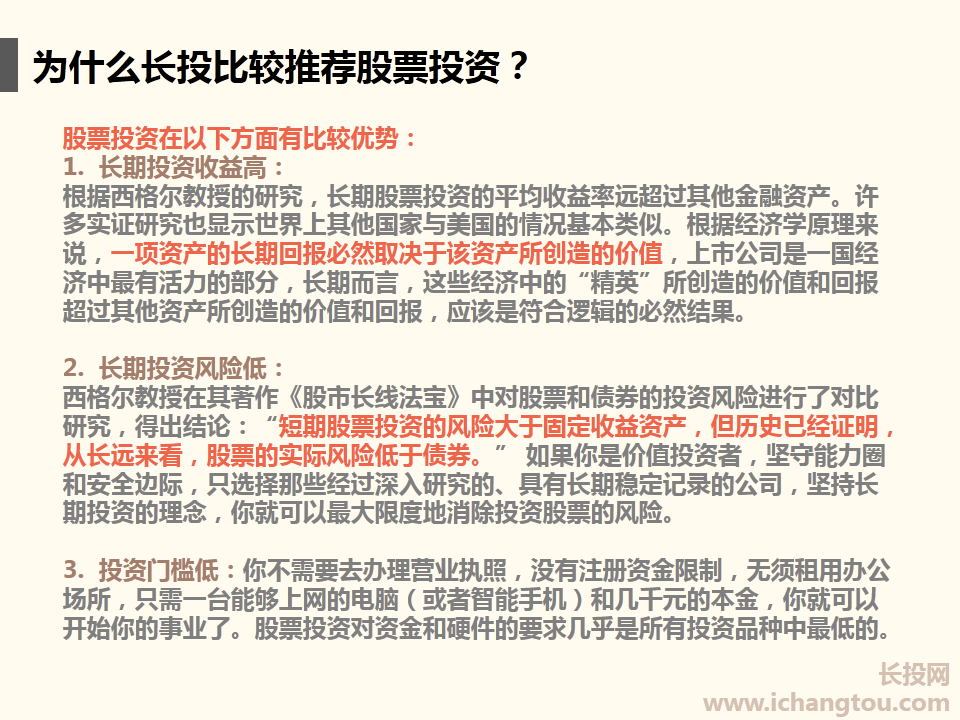 为什么长投比较推荐股票投资？
股票投资在以下方面有比较优势：
1. 长期投资收益高：
根据西格尔教授的研究，长期股票投资的平均收益率远超过其他金融资产。许
多实证研究也显示世界上其他国家与美国的情况基本类似。根据经济学原理来
说，一项资产的长期回报必然取决于该资产所创造的价值，上市公司是一国经
济中最有活力的部分，长期而言，这些经济中的“精英”所创造的价值和回报
超过其他资产所创造的价值和回报，应该是符合逻辑的必然结果。
2. 长期投资风险低：
西格尔教授在其著作《股市长线法宝》中对股票和债券的投资风险进行了对比
研究，得出结论：“短期股票投资的风险大于固定收益资产，但历史已经证明，
从长远来看，股票的实际风险低于债券。” 如果你是价值投资者，坚守能力圈
和安全边际，只选择那些经过深入研究的、具有长期稳定记录的公司，坚持长
期投资的理念，你就可以最大限度地消除投资股票的风险。
3. 投资门槛低：你不需要去办理营业执照，没有注册资金限制，无须租用办公
场所，只需一台能够上网的电脑（或者智能手机）和几千元的本金，你就可以
开始你的事业了。股票投资对资金和硬件的要求几乎是所有投资品种中最低的。
长投网
www.ichangtou.com